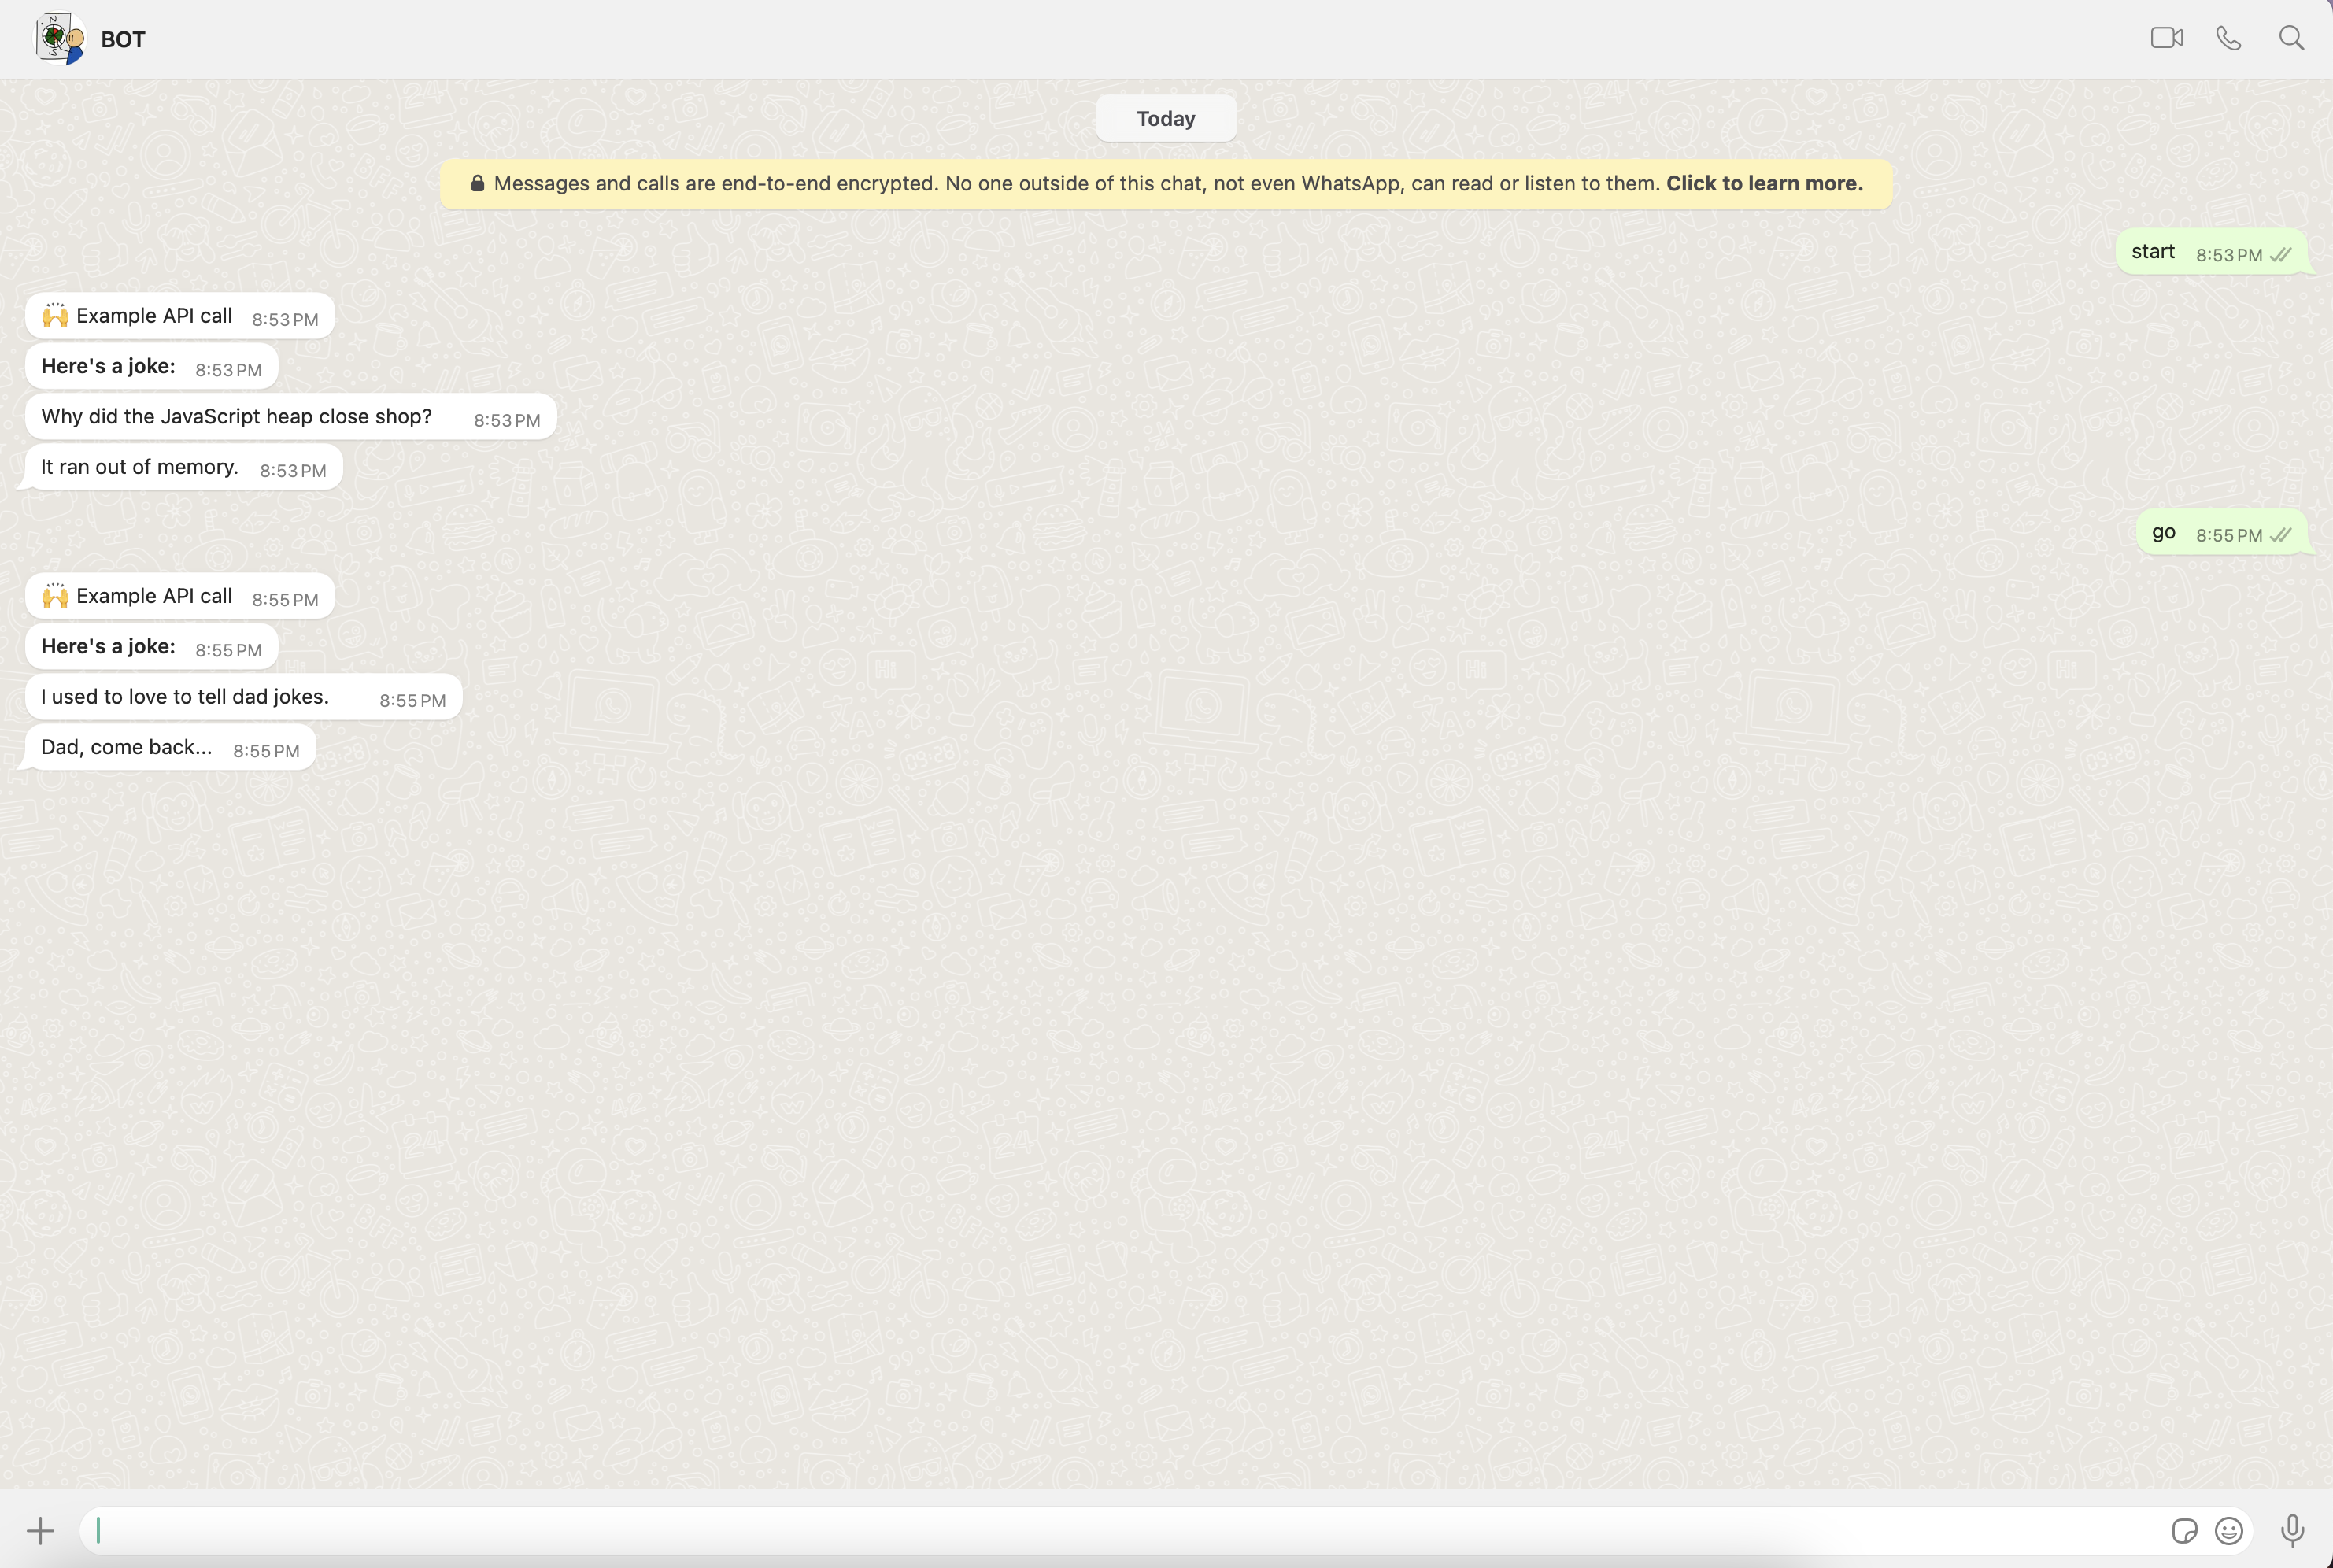 BOT
Today
Messages and calls are end-to-end encrypted. No one outside of this chat, not even WhatsApp, can read or listen to them. Click to learn more.
start 8:53 PM
🙌 Example API call 8:53 PM
Here's a joke: 8:53 PM
Why did the JavaScript heap close shop? 8:53 PM
It ran out of memory. 8:53 PM
go 8:55 PM
🙌 Example API call 8:55 PM
Here's a joke: 8:55 PM
I used to love to tell dad jokes. 8:55 PM
Dad, come back... 8:55 PM